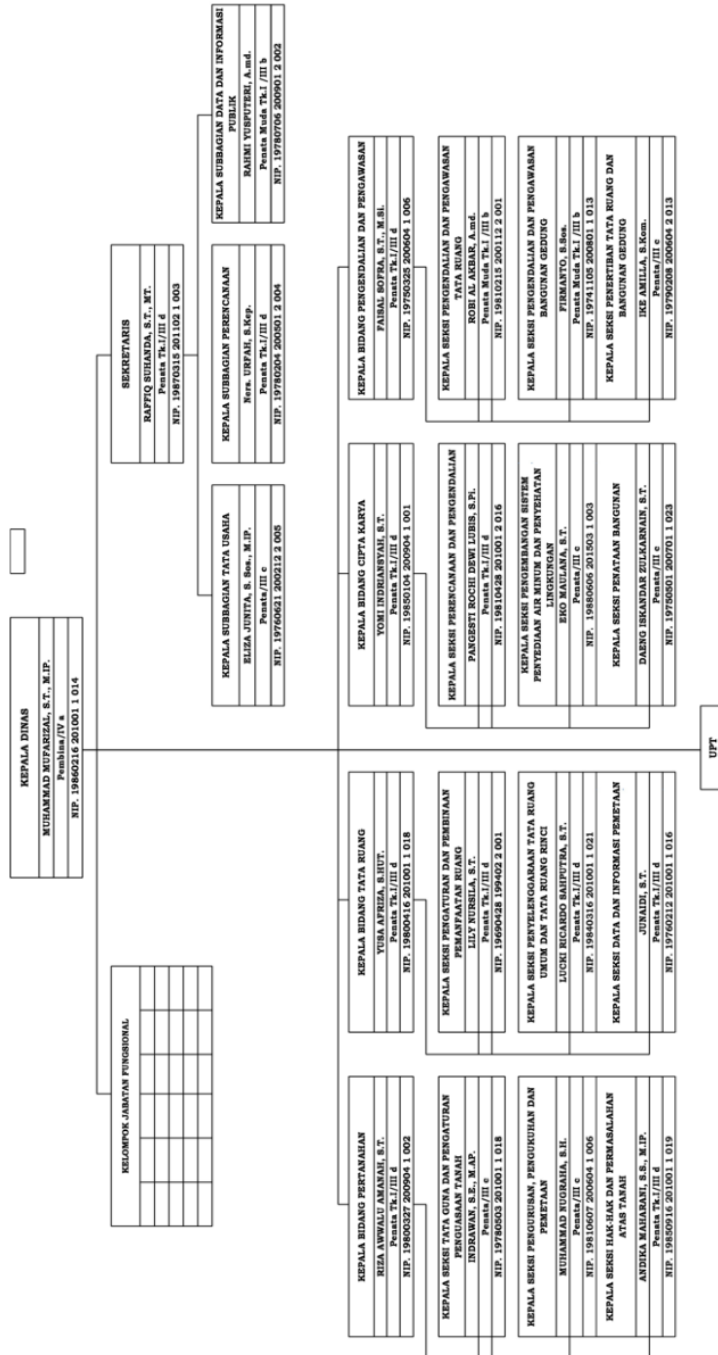 KEPALA DINAS
MUHAMMAD MUFARIZAL, S.T., M.IP.
Pembina/IV a
NIP. 19860216 201001 1 014
KELOMPOK JABATAN FUNGSIONAL
SEKRETARIS
RAFFIQ SUHANDA, S.T., MT.
Penata Tk.I/III d
NIP. 19870315 201102 1 003
KEPALA SUBBAGIAN TATA USAHA
ELIZA JUNITA, S. Sos., M.IP.
Penata/III c
NIP. 19760621 200212 2 005
KEPALA SUBBAGIAN PERENCANAAN
Ners. URFAH, S.Kep.
Penata Tk.I/III d
NIP. 19780204 200501 2 004
KEPALA SUBBAGIAN DATA DAN INFORMASI
PUBLIK
RAHMI YUSPUTERI, A.md.
Penata Muda Tk.I /III b
NIP. 19780706 200901 2 002
KEPALA BIDANG PERTANAHAN
RIZA AWWALU AMANAH, S.T.
Penata Tk.I/III d
NIP. 19800327 200904 1 002
KEPALA SEKSI TATA GUNA DAN PENGATURAN
PENGUASAAN TANAH
INDRAWAN, S.E., M.AP.
Penata/III c
NIP. 19780503 201001 1 018
KEPALA SEKSI PENGURUSAN, PENGUKUHAN DAN
PEMETAAN
MUHAMMAD NUGRAHA, S.H.
Penata/III c
NIP. 19810607 200604 1 006
KEPALA SEKSI HAK-HAK DAN PERMASALAHAN
ATAS TANAH
ANDIKA MAHARANI, S.S., M.IP.
Penata Tk.I/III d
NIP. 19850916 201001 1 019
KEPALA BIDANG TATA RUANG
YUSA AFRIZA, S.HUT.
Penata Tk.I/III d
NIP. 19800416 201001 1 018
KEPALA SEKSI PENGATURAN DAN PEMBINAAN
PEMANFAATAN RUANG
LILY NURSILA, S.T.
Penata Tk.I/III d
NIP. 19690428 199402 2 001
KEPALA SEKSI PENYELENGGARAAN TATA RUANG
UMUM DAN TATA RUANG RINCI
LUCKI RICARDO SAHPUTRA, S.T.
Penata Tk.I/III d
NIP. 19840316 201001 1 021
KEPALA SEKSI DATA DAN INFORMASI PEMETAAN
JUNAIDI, S.T.
Penata Tk.I/III d
NIP. 19760212 201001 1 016
KEPALA BIDANG CIPTA KARYA
YOMI INDRIANSYAH, S.T.
Penata Tk.I/III d
NIP. 19850104 200904 1 001
KEPALA SEKSI PERENCANAAN DAN PENGENDALIAN
PANGESTI ROCHI DEWI LUBIS, S.Pi.
Penata Tk.I/III d
NIP. 19810428 201001 2 016
KEPALA SEKSI PENGEMBANGAN SISTEM
PENYEDIAAN AIR MINUM DAN PENYEHATAN
LINGKUNGAN
EKO MAULANA, S.T.
Penata/III c
NIP. 19880606 201503 1 003
KEPALA SEKSI PENATAAN BANGUNAN
DAENG ISKANDAR ZULKARNAIN, S.T.
Penata/III c
NIP. 19750501 200701 1 023
KEPALA BIDANG PENGENDALIAN DAN PENGAWASAN
FAISAL SOFRA, S.T., M.Si.
Penata Tk.I/III d
NIP. 19750325 200604 1 006
KEPALA SEKSI PENGENDALIAN DAN PENGAWASAN
TATA RUANG
ROBI AL AKBAR, A.md.
Penata Muda Tk.I /III b
NIP. 19810215 200112 2 001
KEPALA SEKSI PENGENDALIAN DAN PENGAWASAN
BANGUNAN GEDUNG
FIRMANTO, S.Sos.
Penata Muda Tk.I /III b
NIP. 19741105 200801 1 013
KEPALA SEKSI PENERTIBAN TATA RUANG DAN
BANGUNAN GEDUNG
IKE AMILLA, S.Kom.
Penata/III c
NIP. 19790208 200604 2 013
UPT